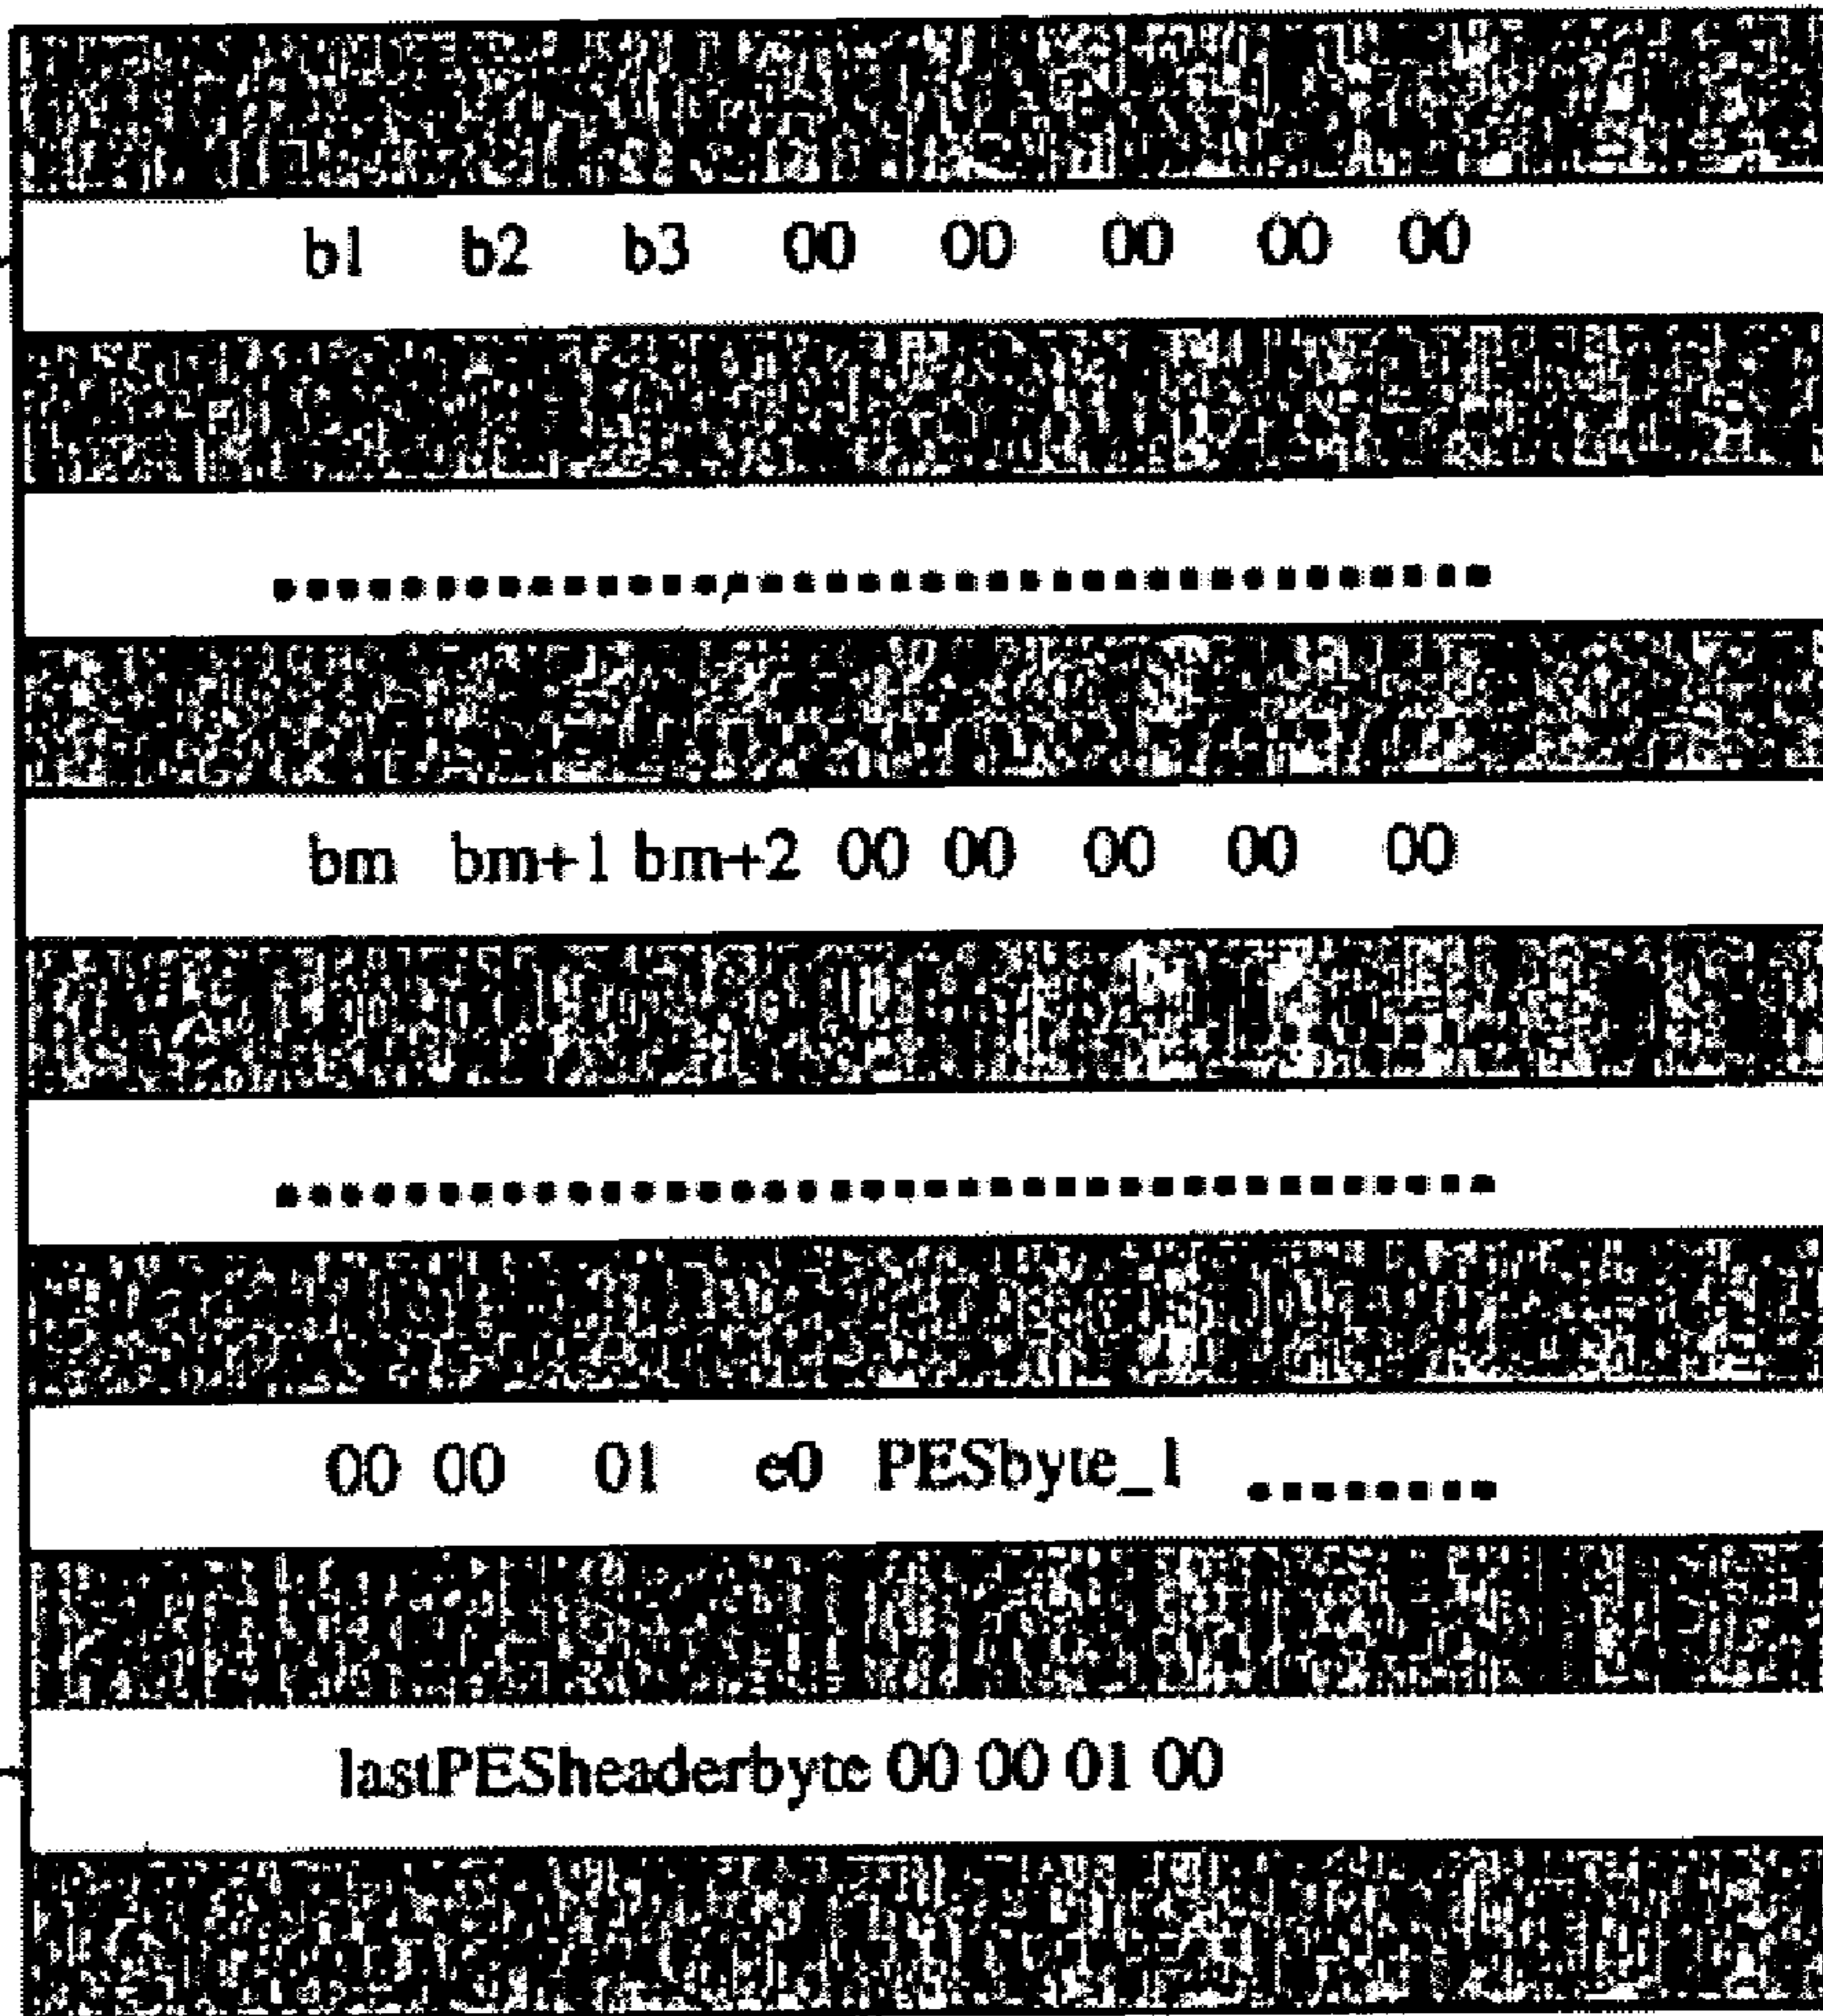 b1 b2 b3 00 00 00 00 00
bm bm+1 bm+2 00 00 00 00 00
00 00 01 e0 PESbyte_1 ........
lastPESheaderbyte 00 00 01 00